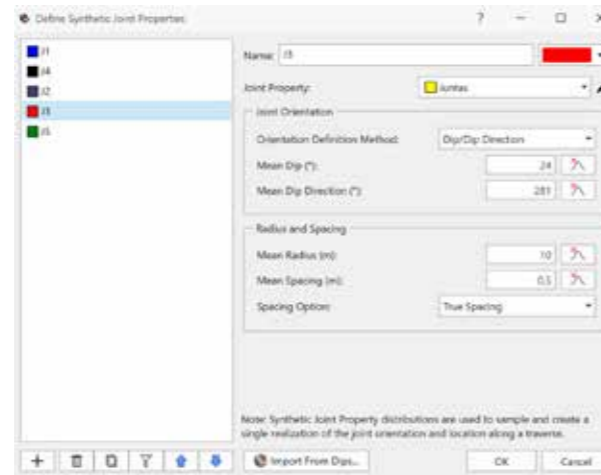 Define Synthetic Joint Properties
J1
J4
J2
J3
J5
Name: J3
Joint Property: Juntas
Joint Orientation
Orientation Definition Method: Dip/Dip Direction
Mean Dip (°): 24
Mean Dip Direction (°): 281
Radius and Spacing
Mean Radius (m): 10
Mean Spacing (m): 0.5
Spacing Option: True Spacing
Note: Synthetic Joint Property distributions are used to sample and create a
single realization of the joint orientation and location along a traverse.
Import From Dips...
OK
Cancel